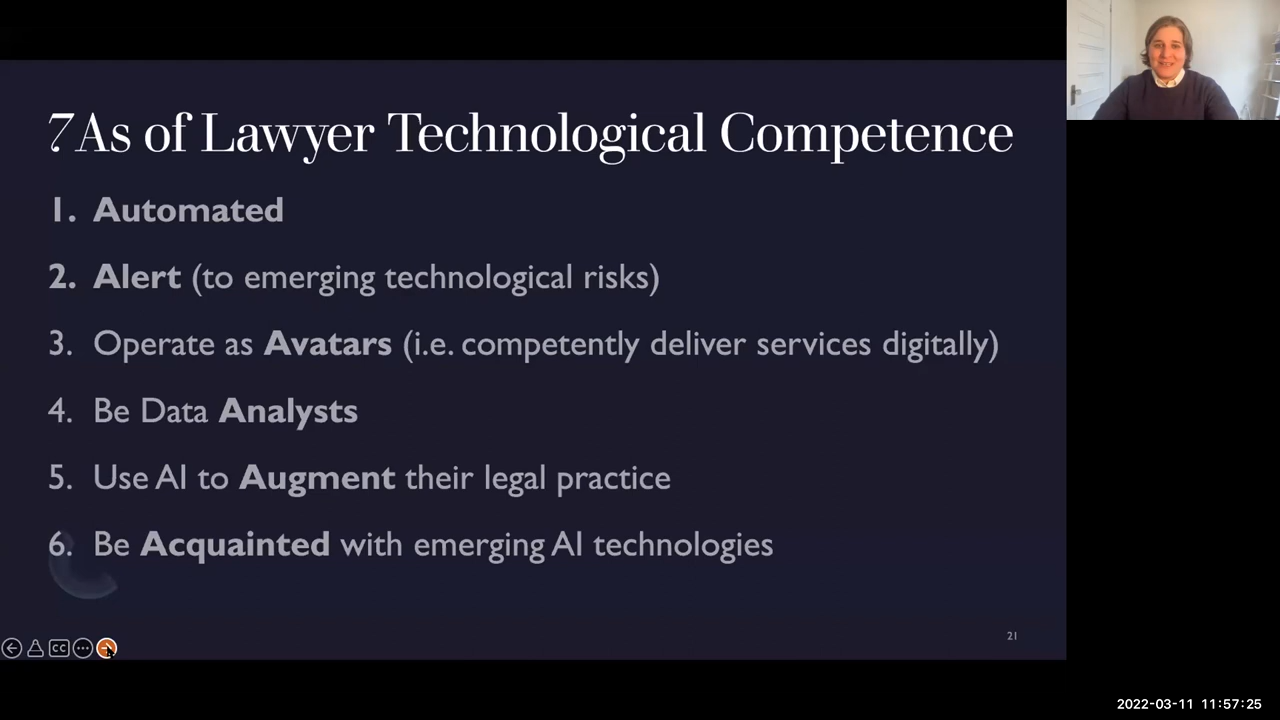 7As of Lawyer Technological Competence
1. Automated
2. Alert (to emerging technological risks)
3. Operate as Avatars (i.e. competently deliver services digitally)
4. Be Data Analysts
5. Use AI to Augment their legal practice
6. Be Acquainted with emerging AI technologies
21
CC
2022-03-11 11:57:25